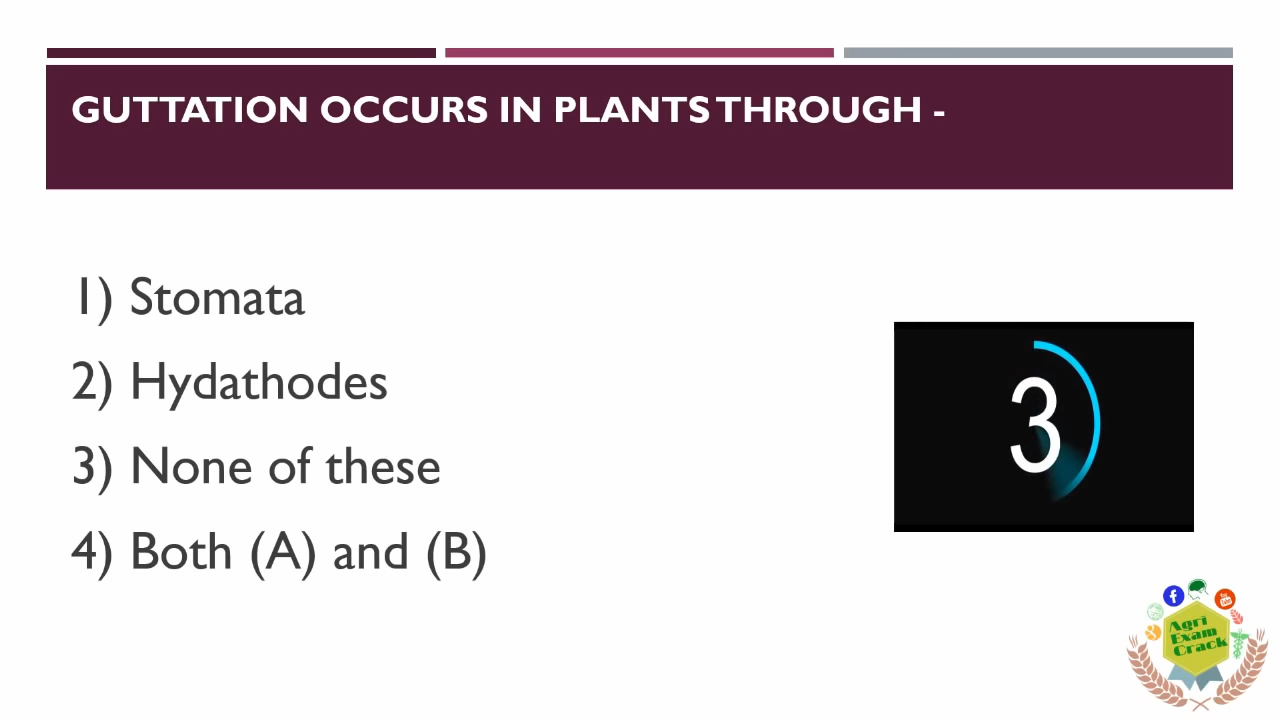 GUTTATION OCCURS IN PLANTS THROUGH -
1) Stomata
2) Hydathodes
3) None of these
4) Both (A) and (B)
3
Agri
Exam
Crack